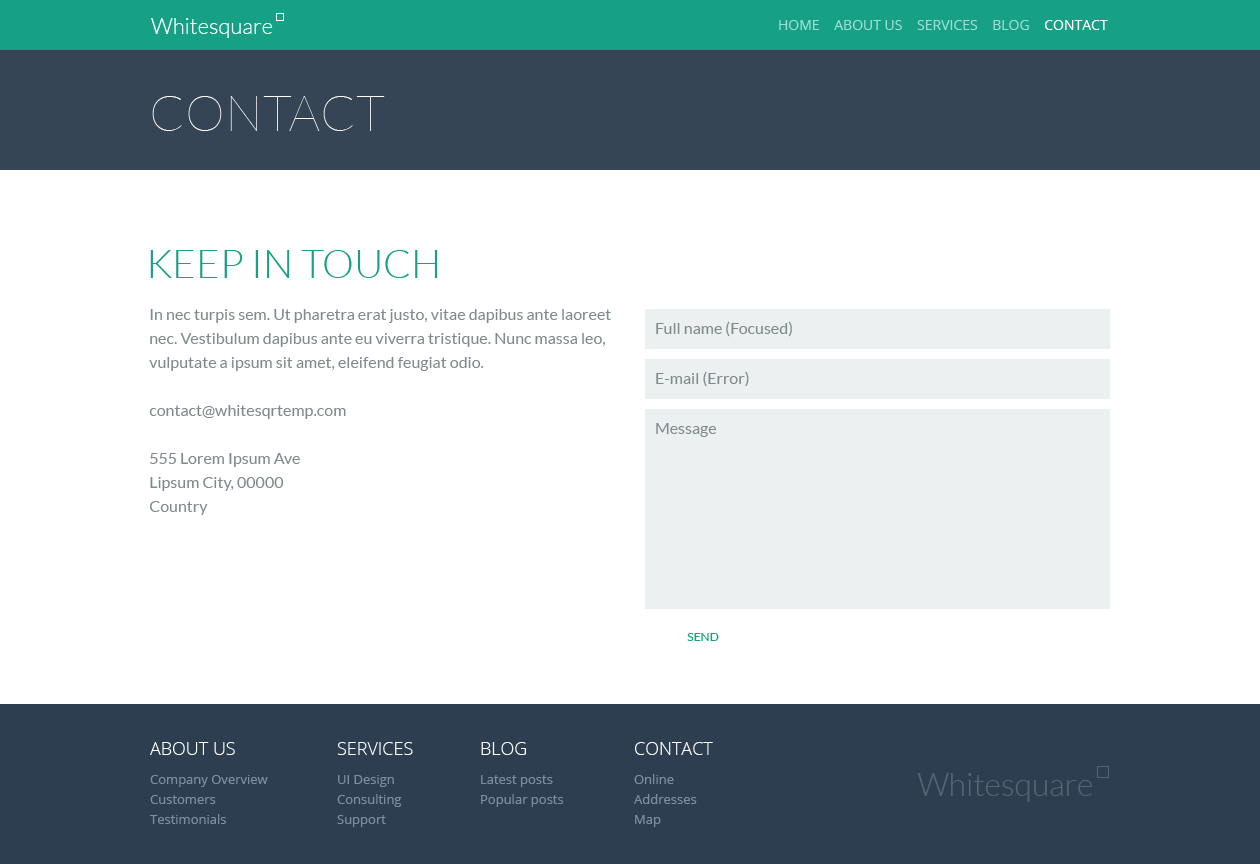 Whitesquare
HOME ABOUT US SERVICES BLOG CONTACT
CONTACT
KEEP IN TOUCH
In nec turpis sem. Ut pharetra erat justo, vitae dapibus ante laoreet
nec. Vestibulum dapibus ante eu viverra tristique. Nunc massa leo,
vulputate a ipsum sit amet, eleifend feugiat odio.
contact@whitesqrtemp.com
555 Lorem Ipsum Ave
Lipsum City, 00000
Country
Full name (Focused)
E-mail (Error)
Message
SEND
ABOUT US
Company Overview
Customers
Testimonials
SERVICES
UI Design
Consulting
Support
BLOG
Latest posts
Popular posts
CONTACT
Online
Addresses
Map
Whitesquare